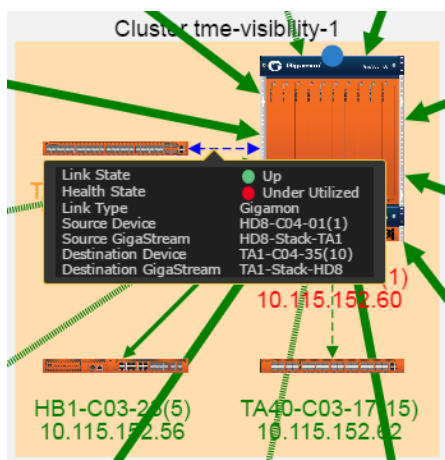 Cluster tme-visibility-1
Gigamon
Link State Up
Health State Under Utilized
Link Type Gigamon
Source Device HD8-C04-01(1)
Source GigaStream HD8-Stack-TA1
Destination Device TA1-C04-35(10)
Destination GigaStream TA1-Stack-HD8
10.115.152.60
HB1-C03-23(5) TA40-C03-17(15)
10.115.152.56 10.115.152.62